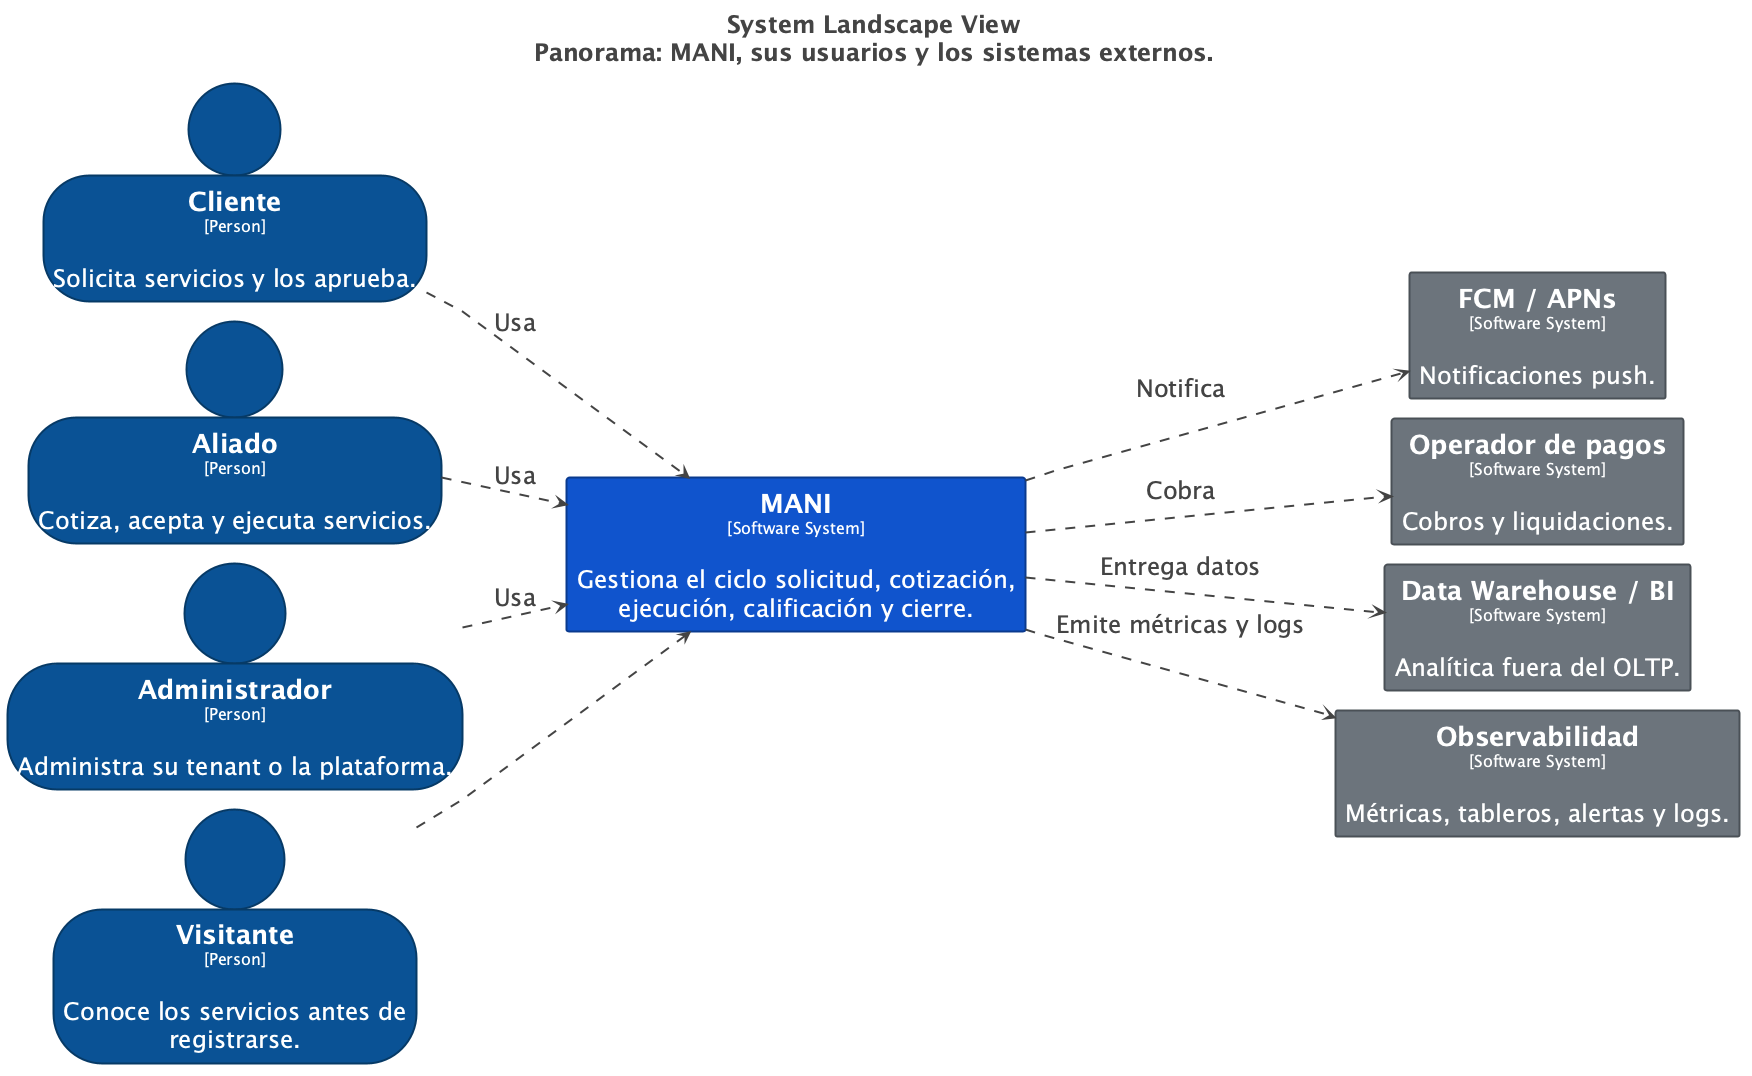 System Landscape View
Panorama: MANI, sus usuarios y los sistemas externos.
Cliente
[Person]
Solicita servicios y los aprueba.
Aliado
[Person]
Cotiza, acepta y ejecuta servicios.
Administrador
[Person]
Administra su tenant o la plataforma.
Visitante
[Person]
Conoce los servicios antes de
registrarse.
Usa
Usa
Usa
MANI
[Software System]
Gestiona el ciclo solicitud, cotización,
ejecución, calificación y cierre.
Notifica
Cobra
Entrega datos
Emite métricas y logs
FCM / APNs
[Software System]
Notificaciones push.
Operador de pagos
[Software System]
Cobros y liquidaciones.
Data Warehouse / BI
[Software System]
Analítica fuera del OLTP.
Observabilidad
[Software System]
Métricas, tableros, alertas y logs.